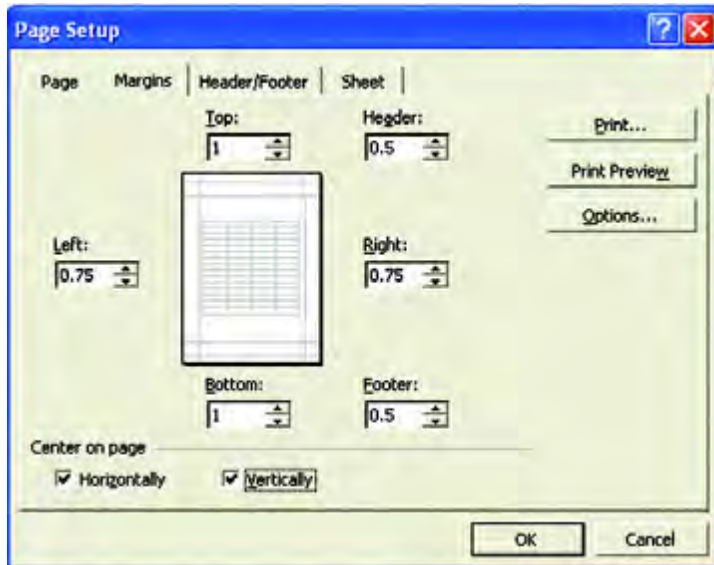 Page Setup ?
Page Margins Header/Footer Sheet
Top: Header:
1 0.5
Print...
Print Preview
Options...
Left: Right:
0.75 0.75
Bottom: Footer:
1 0.5
Center on page
Horizontally Vertically
OK Cancel